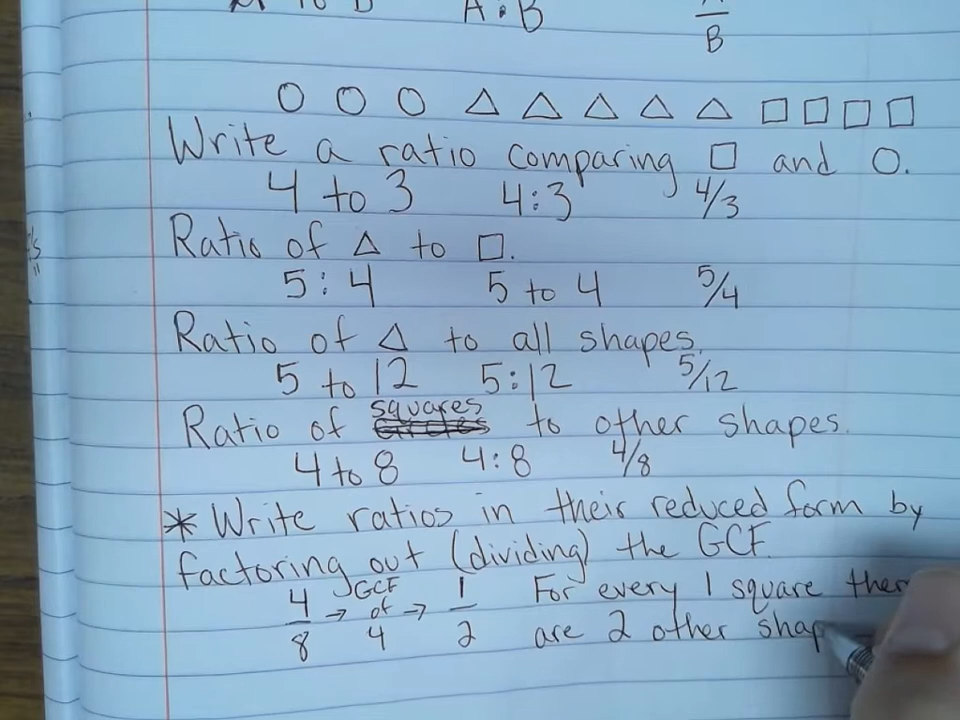 A : B
B
Write a ratio comparing □ and ○.
4 to 3 4:3 4/3
Ratio of △ to □.
5:4 5 to 4 5/4
Ratio of △ to all shapes.
5 to 12 5:12 5/12
squares
Ratio of to other shapes.
4 to 8 4:8 4/8
* Write ratios in their reduced form by
factoring out (dividing) the GCF.
4/8 → GCF of 4 → 1/2 For every 1 square
are 2 other